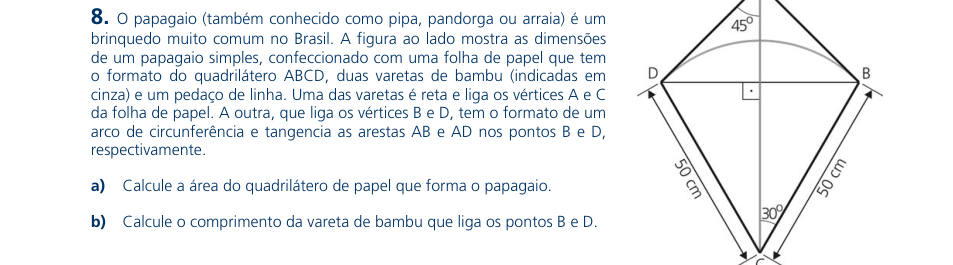 8. O papagaio (também conhecido como pipa, pandorga ou arraia) é um
brinquedo muito comum no Brasil. A figura ao lado mostra as dimensões
de um papagaio simples, confeccionado com uma folha de papel que tem
o formato do quadrilátero ABCD, duas varetas de bambu (indicadas em
cinza) e um pedaço de linha. Uma das varetas é reta e liga os vértices A e C
da folha de papel. A outra, que liga os vértices B e D, tem o formato de um
arco de circunferência e tangencia as arestas AB e AD nos pontos B e D,
respectivamente.
a) Calcule a área do quadrilátero de papel que forma o papagaio.
b) Calcule o comprimento da vareta de bambu que liga os pontos B e D.
45º
D
B
50 cm
50 cm
30º